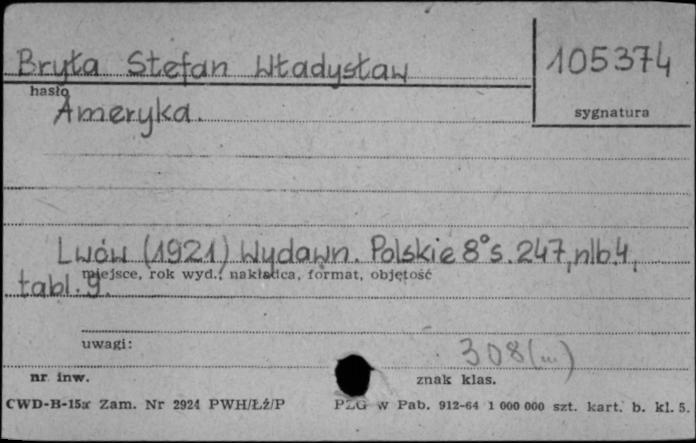 Bryła Stefan Władysław
105374
hasło
sygnatura
Ameryka.
Lwów (1921) Wydawn. Polskie 8° s. 247, nlb. 4,
miejsce, rok wyd., nakładca, format, objętość
tabl. 9.
uwagi:
308(...)
nr inw.
znak klas.
CWD-B-15x Zam. Nr 2924 PWH/Łź/P
PZG w Pab. 912-64 1 000 000 szt. kart. b. kl. 5.